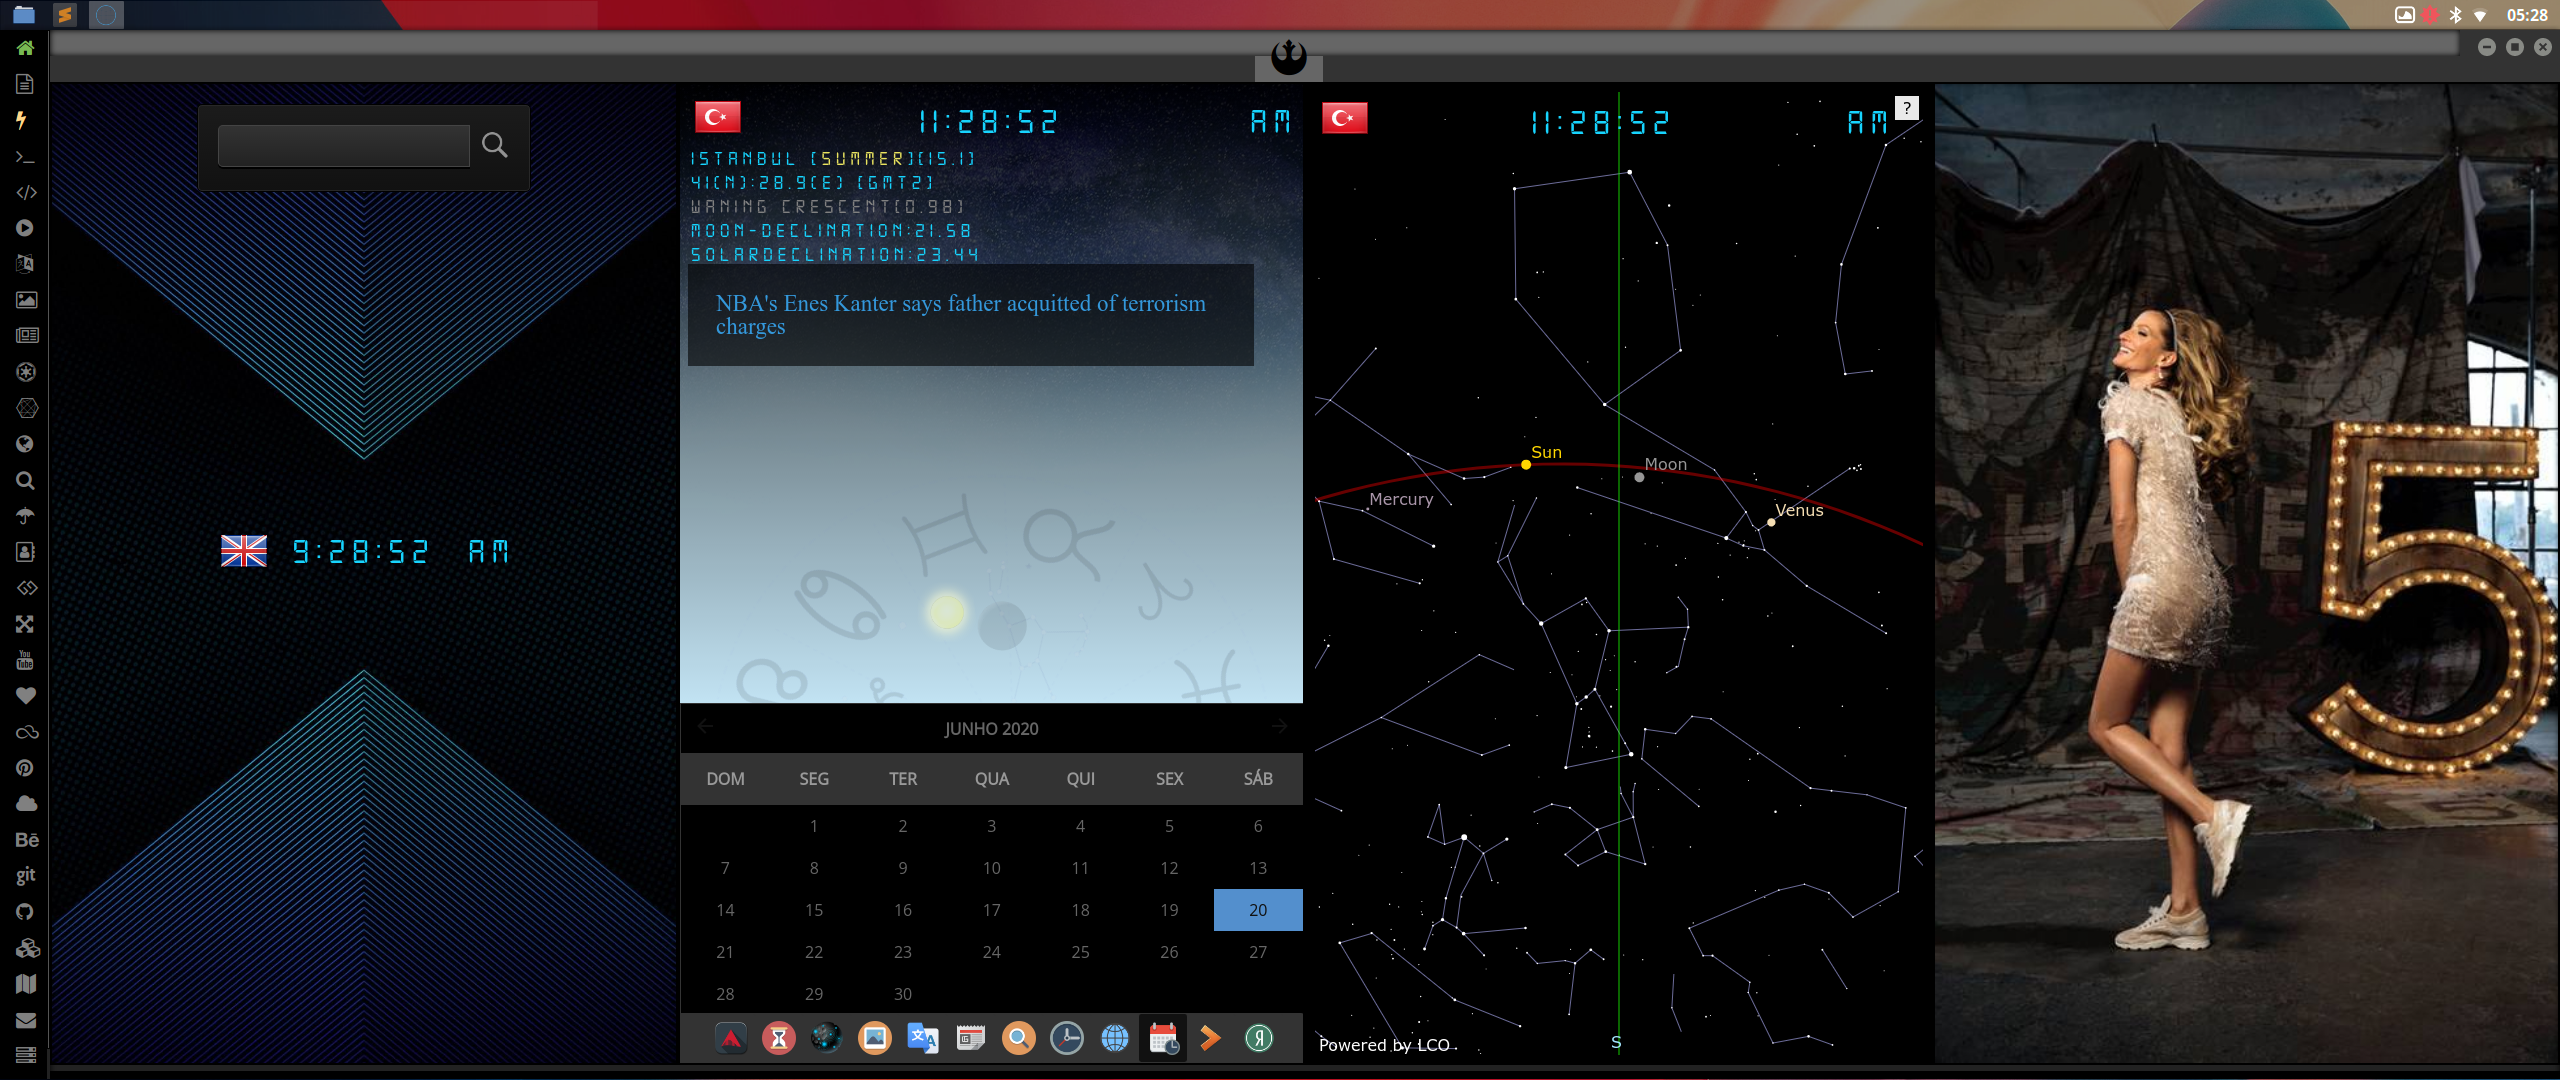 05:28
9:28:52 AM
11:28:52 AM
ISTANBUL [SUMMER][15.1]
41[N]:28.9[E] [GMT2]
WANING CRESCENT[0.98]
MOON-DECLINATION:21.58
SOLARDECLINATION:23.44
NBA's Enes Kanter says father acquitted of terrorism
charges
JUNHO 2020
DOM SEG TER QUA QUI SEX SÁB
1 2 3 4 5 6
7 8 9 10 11 12 13
14 15 16 17 18 19 20
21 22 23 24 25 26 27
28 29 30
11:28:52 AM ?
Sun
Moon
Mercury
Venus
Powered by LCO
S
5
You
Tube
Bē
git